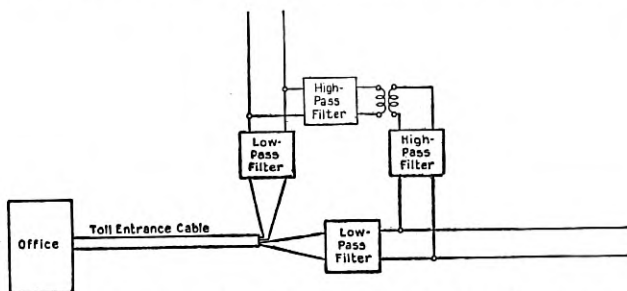 High-
Pass
Filter
Low-
Pass
Filter
High-
Pass
Filter
Toll Entrance Cable
Office
Low-
Pass
Filter